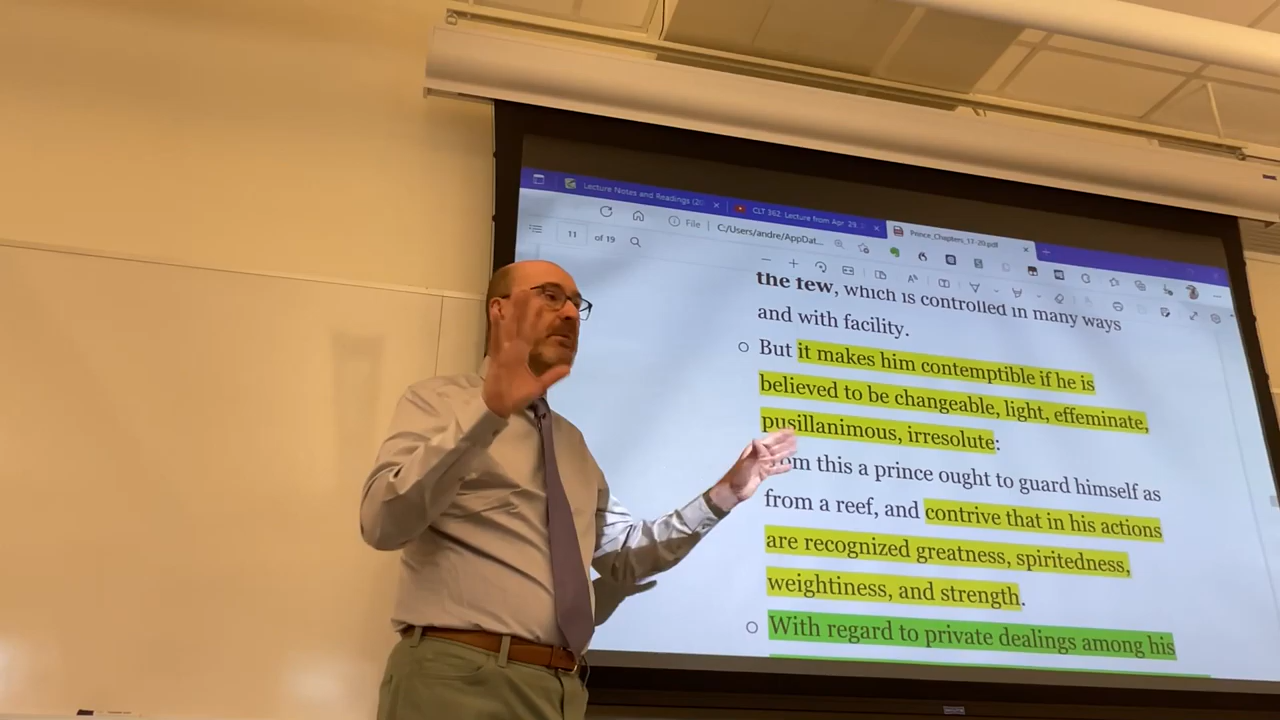 Lecture Notes and Readings (20
CLT 362 Lecture from Apr 29,
Prince_Chapters_17-20.pdf
File
C:/Users/andre/AppDat...
11 of 19
the few, which is controlled in many ways
and with facility.
But it makes him contemptible if he is
believed to be changeable, light, effeminate,
pusillanimous, irresolute:
this a prince ought to guard himself as
from a reef, and contrive that in his actions
are recognized greatness, spiritedness,
weightiness, and strength.
With regard to private dealings among his